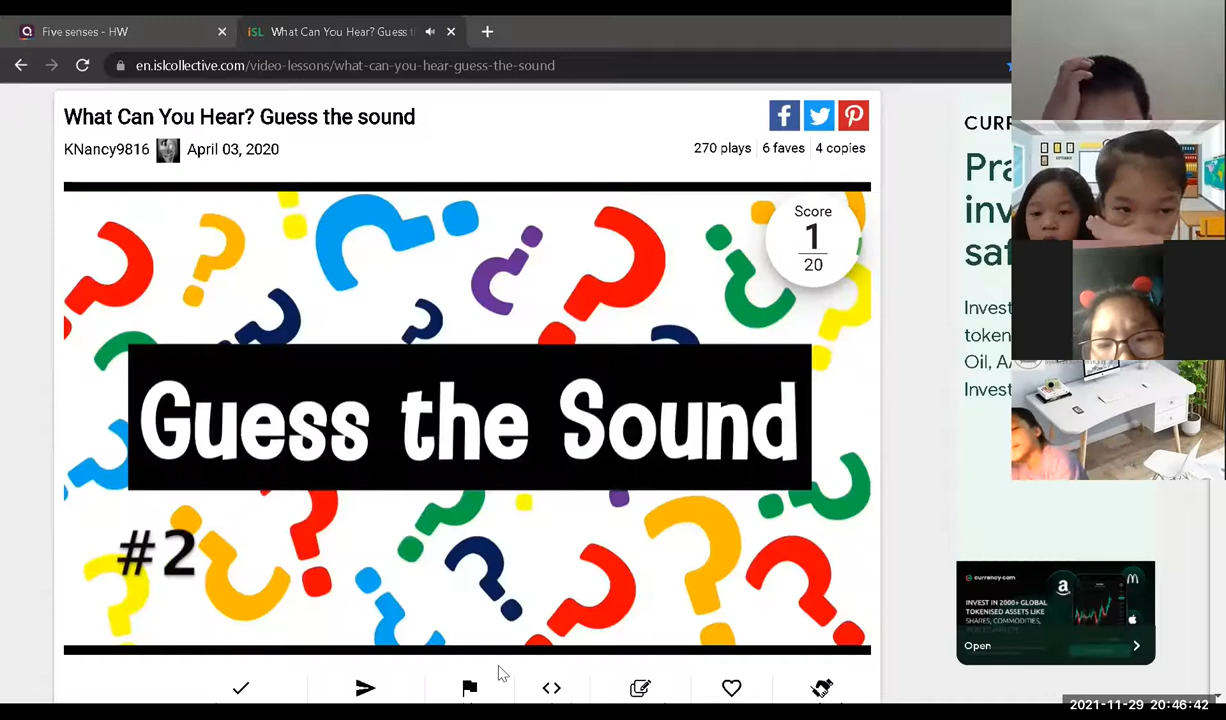 Five senses - HW
iSL What Can You Hear? Guess t
en.islcollective.com/video-lessons/what-can-you-hear-guess-the-sound
What Can You Hear? Guess the sound
KNancy9816 April 03, 2020
270 plays 6 faves 4 copies
Score
1
20
Guess the Sound
#2
CURR
Pra
inv
saf
Invest
token
Oil, A
Invest
currency.com
INVEST IN 2000+ GLOBAL
TOKENISED ASSETS LIKE
SHARES, COMMODITIES,
Open
2021-11-29 20:46:42